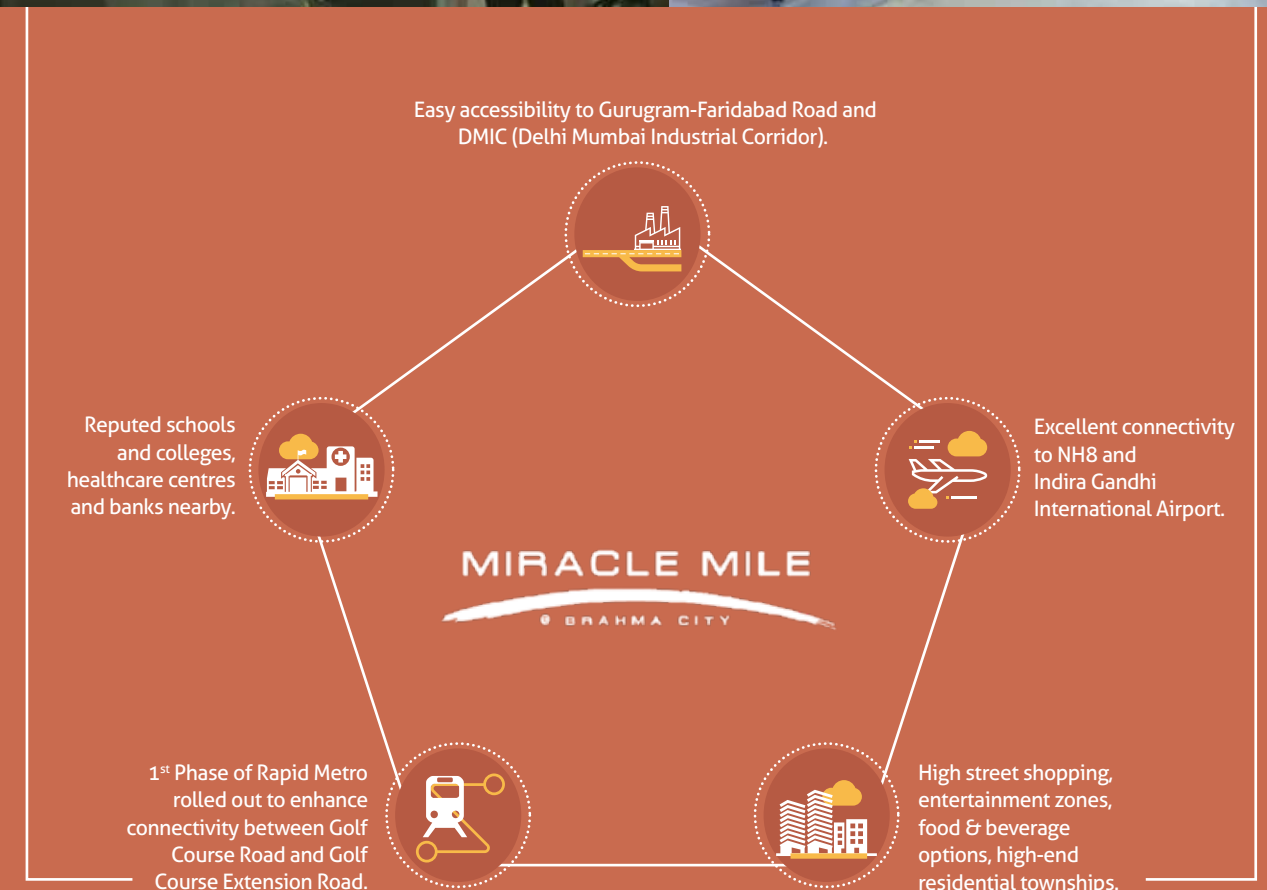 Easy accessibility to Gurugram-Faridabad Road and
DMIC (Delhi Mumbai Industrial Corridor).
Reputed schools
and colleges,
healthcare centres
and banks nearby.
Excellent connectivity
to NH8 and
Indira Gandhi
International Airport.
MIRACLE MILE
@ BRAHMA CITY
1st Phase of Rapid Metro
rolled out to enhance
connectivity between Golf
Course Road and Golf
Course Extension Road.
High street shopping,
entertainment zones,
food & beverage
options, high-end
residential townships.